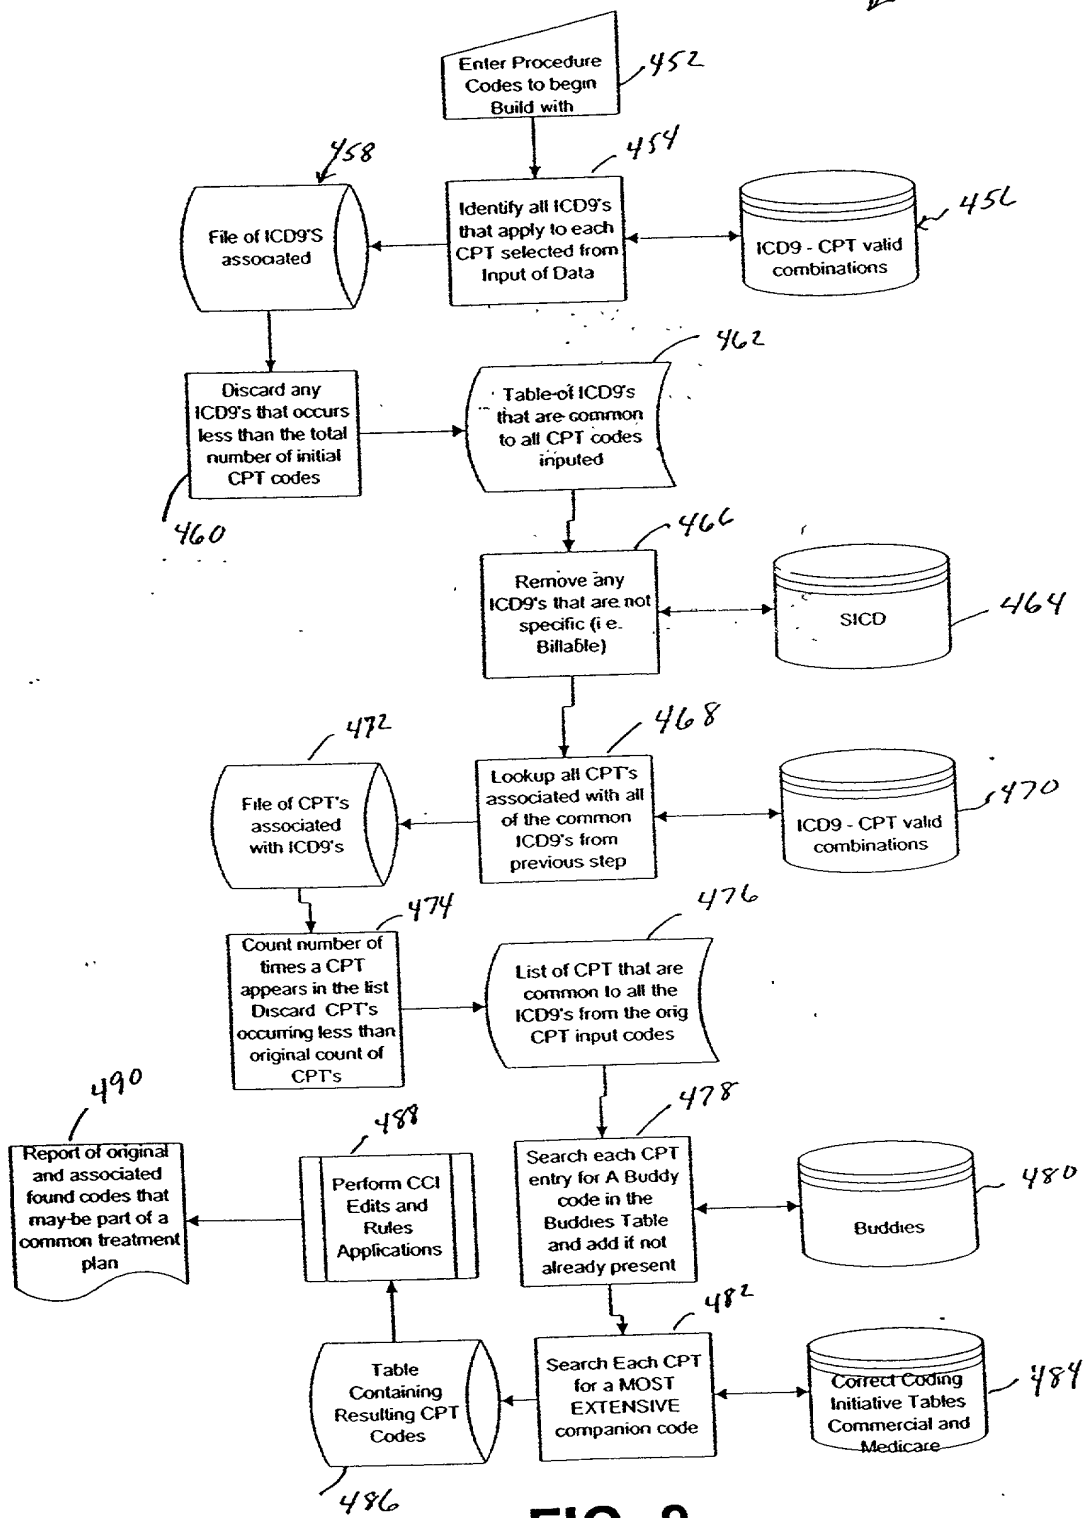 Enter Procedure
Codes to begin
Build with
452
454
458
Identify all ICD9's
that apply to each
CPT selected from
Input of Data
File of ICD9'S
associated
456
ICD9 - CPT valid
combinations
462
Discard any
ICD9's that occurs
less than the total
number of initial
CPT codes
Table of ICD9's
that are common
to all CPT codes
inputed
460
466
Remove any
ICD9's that are not
specific (i e.
Billable)
SICD
464
468
472
Lookup all CPT's
associated with all
of the common
ICD9's from
previous step
File of CPT's
associated
with ICD9's
470
ICD9 - CPT valid
combinations
474
476
Count number of
times a CPT
appears in the list
Discard CPT's
occurring less than
original count of
CPT's
List of CPT that are
common to all the
ICD9's from the orig
CPT input codes
490
488
478
Report of original
and associated
found codes that
may be part of a
common treatment
plan
Perform CCI
Edits and
Rules
Applications
Search each CPT
entry for A Buddy
code in the
Buddies Table
and add if not
already present
480
Buddies
482
Table
Containing
Resulting CPT
Codes
Search Each CPT
for a MOST
EXTENSIVE
companion code
Correct Coding
Initiative Tables
Commercial and
Medicare
484
486